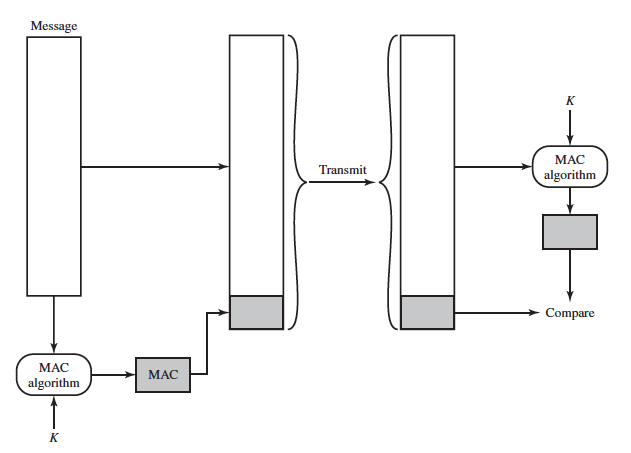 Message
Transmit
K
MAC
algorithm
Compare
MAC
algorithm
MAC
K